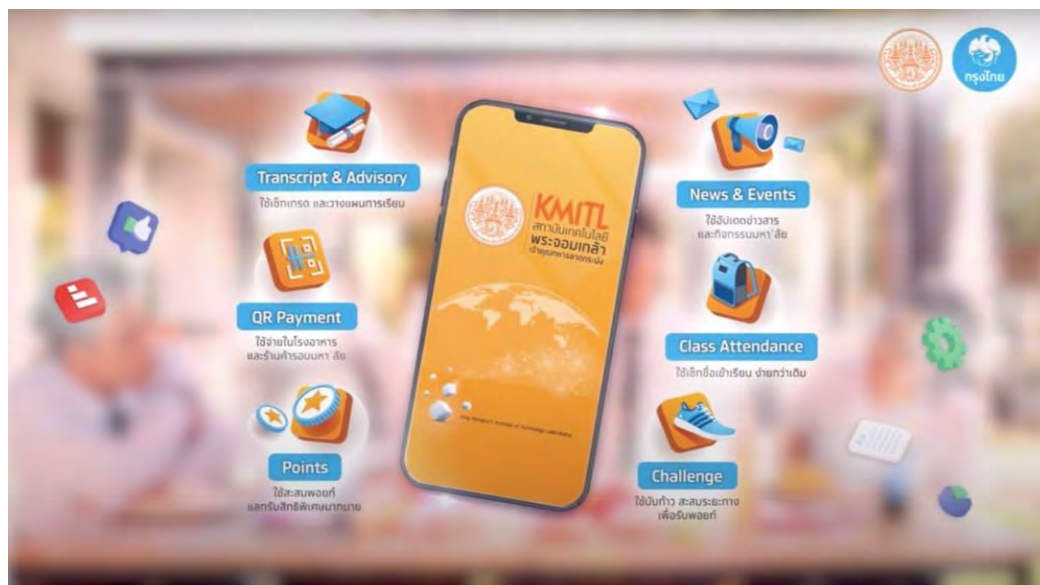 กรุงไทย
Transcript & Advisory
ใช้เช็กเกรด และวางแผนการเรียน
QR Payment
ใช้จ่ายในโรงอาหาร
และร้านค้ารอบมหา'ลัย
Points
ใช้สะสมพอยท์
แลกรับสิทธิพิเศษมากมาย
KMITL
สถาบันเทคโนโลยี
พระจอมเกล้า
เจ้าคุณทหารลาดกระบัง
King Mongkut's Institute of Technology Ladkrabang
News & Events
ใช้อัปเดตข่าวสาร
และกิจกรรมมหา'ลัย
Class Attendance
ใช้เช็กชื่อเข้าเรียน ง่ายกว่าเดิม
Challenge
ใช้นับก้าว สะสมระยะทาง
เพื่อรับพอยท์